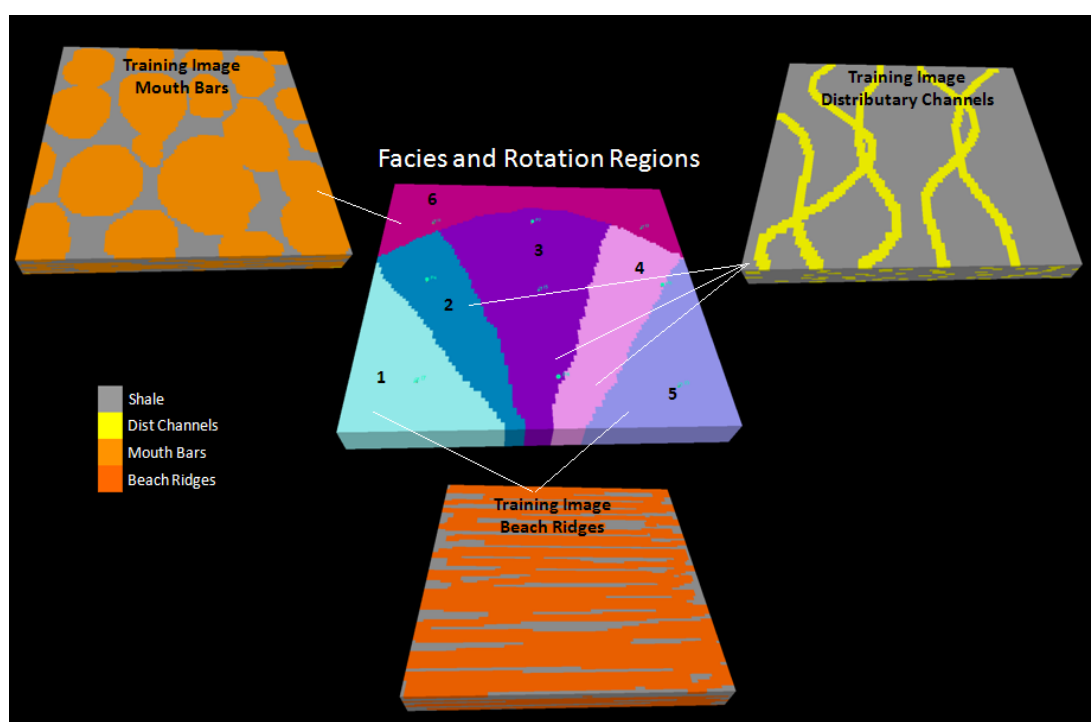 Training Image
Mouth Bars
Training Image
Distributary Channels
Facies and Rotation Regions
6
3
4
2
1
5
Shale
Dist Channels
Mouth Bars
Beach Ridges
Training Image
Beach Ridges